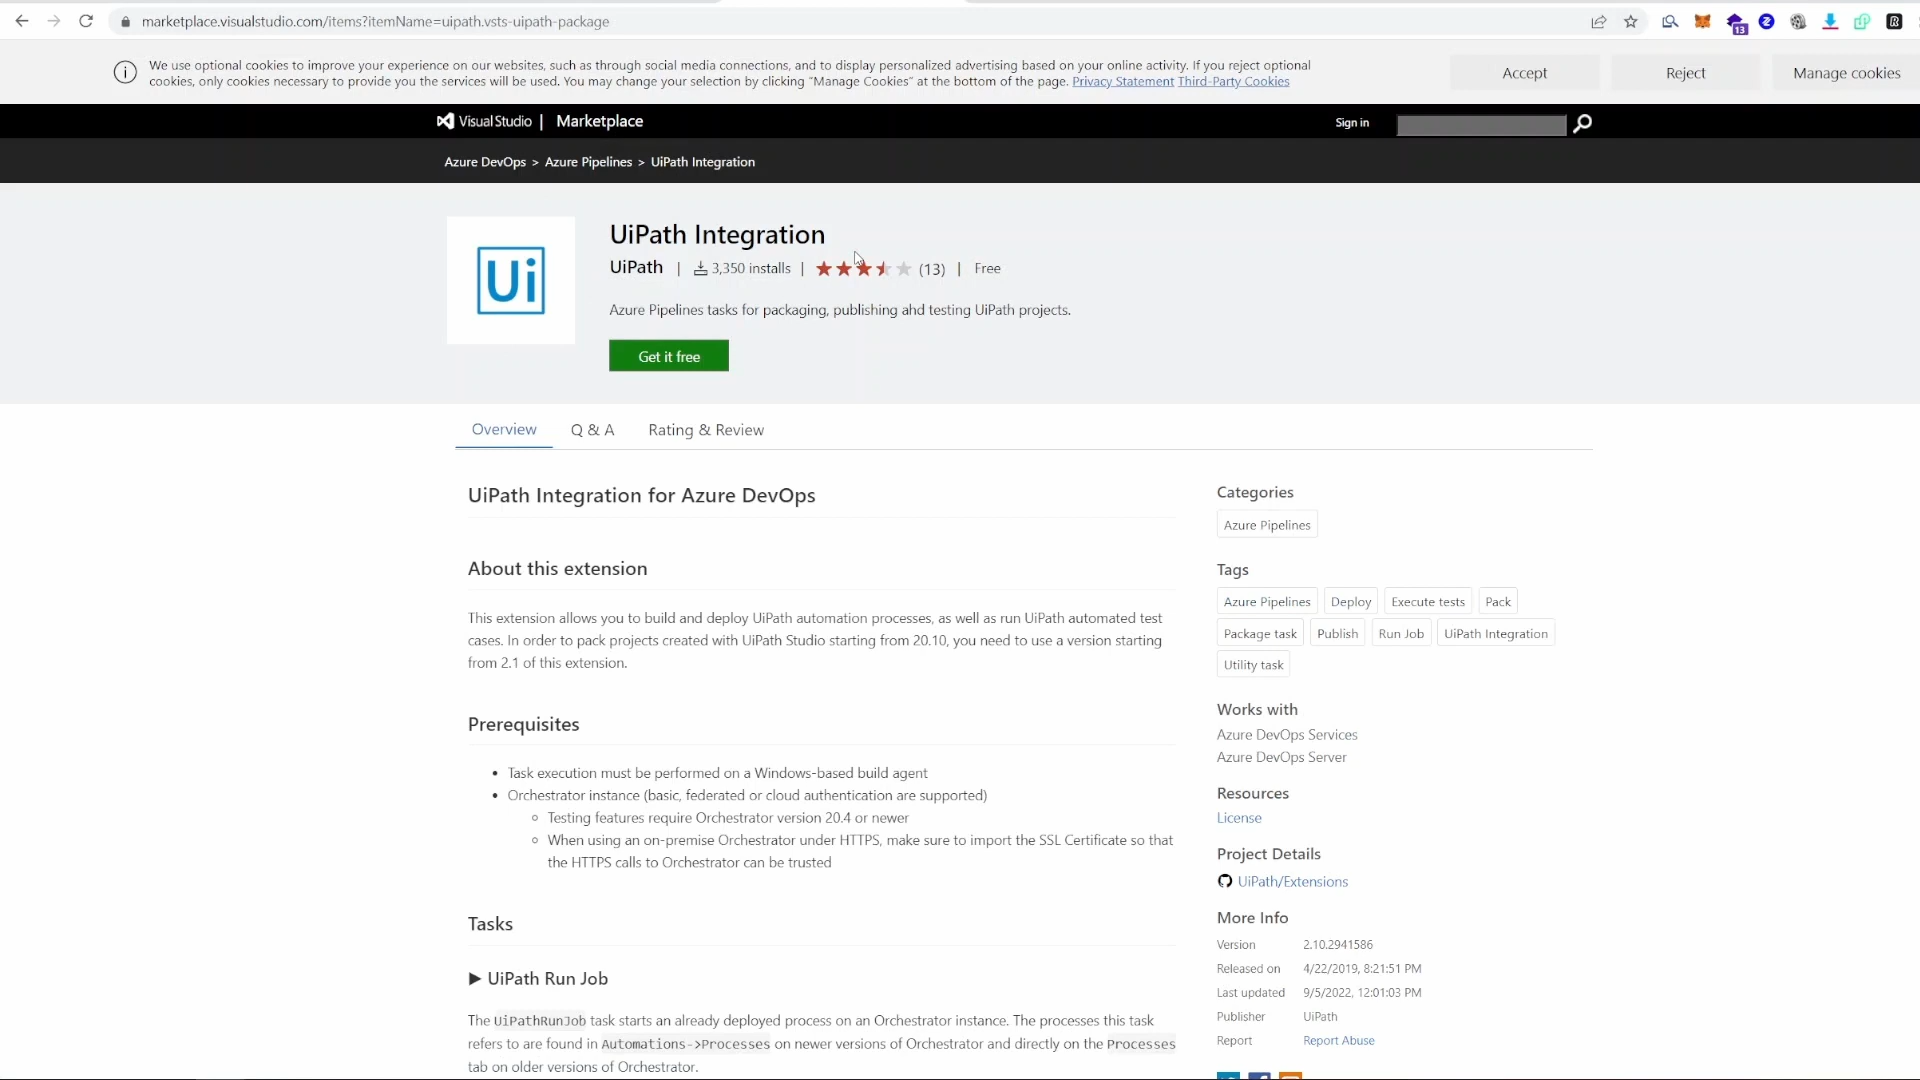 marketplace.visualstudio.com/items?itemName=uipath.vsts-uipath-package
13
We use optional cookies to improve your experience on our websites, such as through social media connections, and to display personalized advertising based on your online activity. If you reject optional
cookies, only cookies necessary to provide you the services will be used. You may change your selection by clicking “Manage Cookies” at the bottom of the page. Privacy Statement Third-Party Cookies
Accept
Reject
Manage cookies
Visual Studio | Marketplace
Sign in
Azure DevOps > Azure Pipelines > UiPath Integration
Ui
UiPath Integration
UiPath | 3,350 installs | (13) | Free
Azure Pipelines tasks for packaging, publishing ahd testing UiPath projects.
Get it free
Overview
Q & A
Rating & Review
UiPath Integration for Azure DevOps
About this extension
This extension allows you to build and deploy UiPath automation processes, as well as run UiPath automated test
cases. In order to pack projects created with UiPath Studio starting from 20.10, you need to use a version starting
from 2.1 of this extension.
Prerequisites
• Task execution must be performed on a Windows-based build agent
• Orchestrator instance (basic, federated or cloud authentication are supported)
Testing features require Orchestrator version 20.4 or newer
When using an on-premise Orchestrator under HTTPS, make sure to import the SSL Certificate so that
the HTTPS calls to Orchestrator can be trusted
Tasks
▶ UiPath Run Job
The UiPathRunJob task starts an already deployed process on an Orchestrator instance. The processes this task
refers to are found in Automations->Processes on newer versions of Orchestrator and directly on the Processes
tab on older versions of Orchestrator.
Categories
Azure Pipelines
Tags
Azure Pipelines Deploy Execute tests Pack
Package task Publish Run Job UiPath Integration
Utility task
Works with
Azure DevOps Services
Azure DevOps Server
Resources
License
Project Details
UiPath/Extensions
More Info
Version 2.10.2941586
Released on 4/22/2019, 8:21:51 PM
Last updated 9/5/2022, 12:01:03 PM
Publisher UiPath
Report Report Abuse